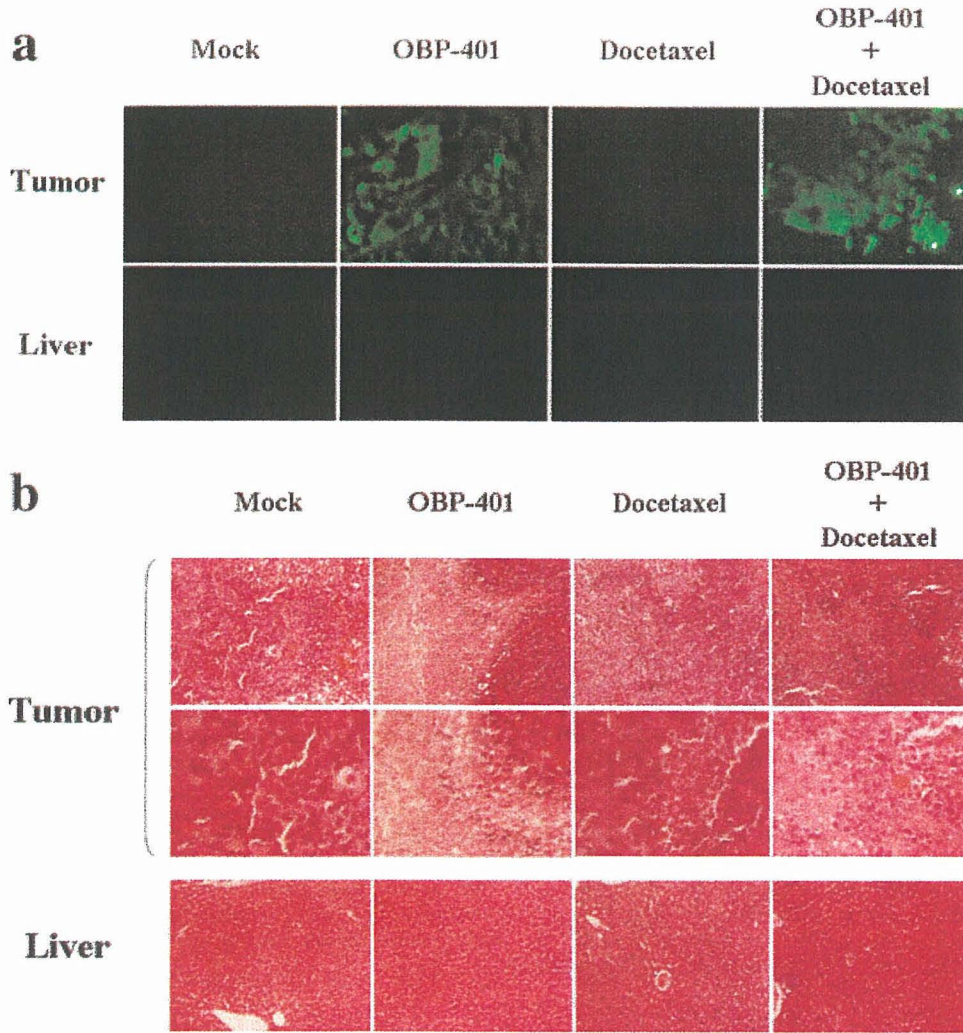 a
Mock OBP-401 Docetaxel OBP-401
+
Docetaxel
Tumor
Liver
b
Mock OBP-401 Docetaxel OBP-401
+
Docetaxel
Tumor
Liver